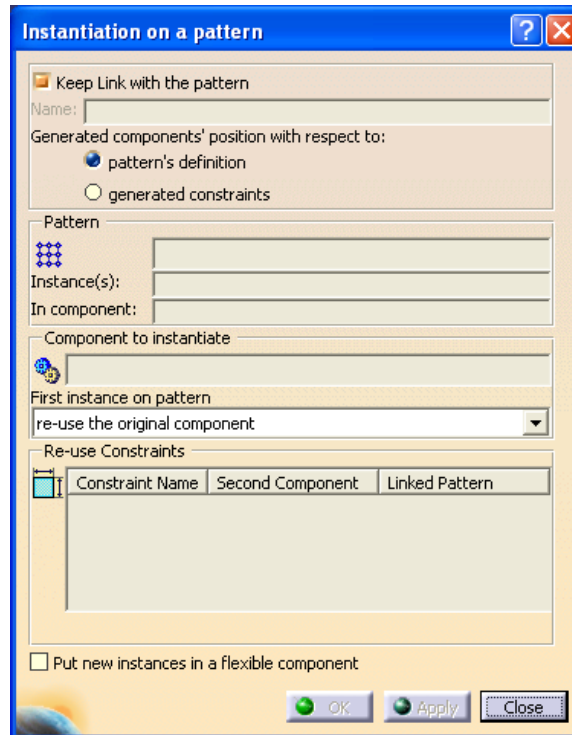 Instantiation on a pattern
Keep Link with the pattern
Name:
Generated components' position with respect to:
pattern's definition
generated constraints
Pattern
Instance(s):
In component:
Component to instantiate
First instance on pattern
re-use the original component
Re-use Constraints
Constraint Name Second Component Linked Pattern
Put new instances in a flexible component
OK Apply Close